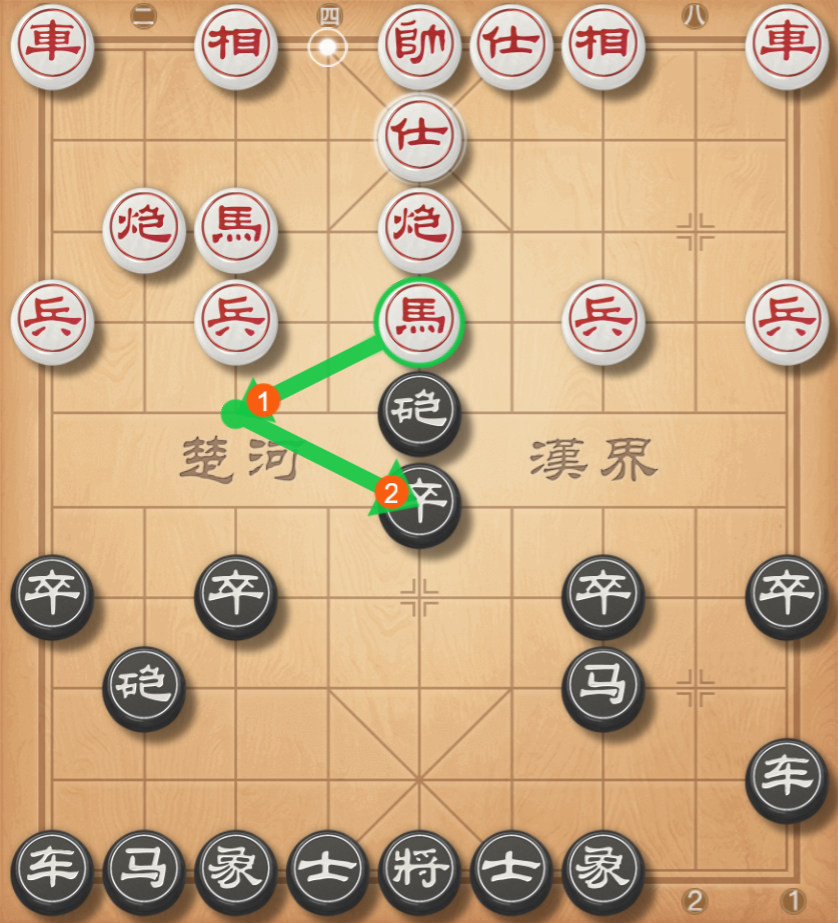 二 四 八
車 相 帥 仕 相 車
仕
炮 馬 炮
兵 兵 馬 兵 兵
1
砲
楚河 漢界
2 卒
卒 卒 卒 卒
砲 马
车
车 马 象 士 将 士 象
2 1